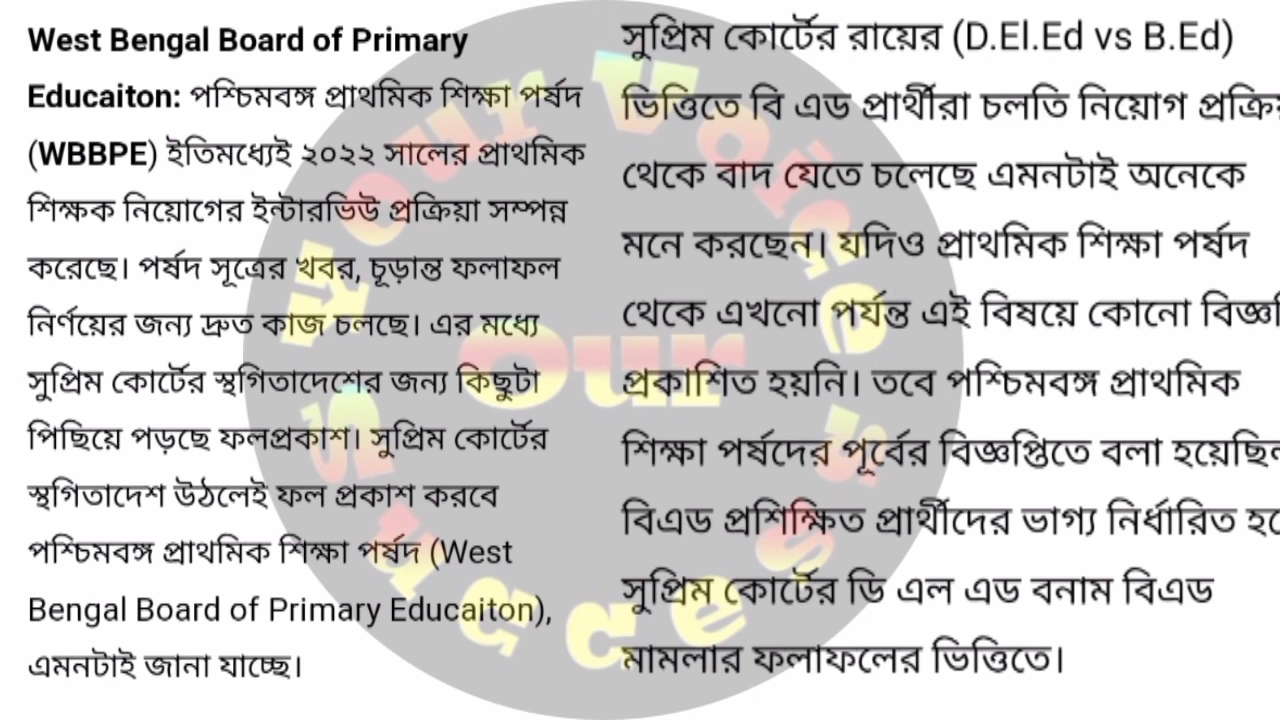 West Bengal Board of Primary
Educaiton: পশ্চিমবঙ্গ প্রাথমিক শিক্ষা পর্ষদ
(WBBPE) ইতিমধ্যেই ২০২২ সালের প্রাথমিক
শিক্ষক নিয়োগের ইন্টারভিউ প্রক্রিয়া সম্পন্ন
করেছে। পর্ষদ সূত্রের খবর, চূড়ান্ত ফলাফল
নির্ণয়ের জন্য দ্রুত কাজ চলছে। এর মধ্যে
সুপ্রিম কোর্টের স্থগিতাদেশের জন্য কিছুটা
পিছিয়ে পড়ছে ফলপ্রকাশ। সুপ্রিম কোর্টের
স্থগিতাদেশ উঠলেই ফল প্রকাশ করবে
পশ্চিমবঙ্গ প্রাথমিক শিক্ষা পর্ষদ (West
Bengal Board of Primary Educaiton),
এমনটাই জানা যাচ্ছে।
সুপ্রিম কোর্টের রায়ের (D.El.Ed vs B.Ed)
ভিত্তিতে বি এড প্রার্থীরা চলতি নিয়োগ
থেকে বাদ যেতে চলেছে এমনটাই অনেকে
মনে করছেন। যদিও প্রাথমিক শিক্ষা পর্ষদ
থেকে এখনো পর্যন্ত এই বিষয়ে কোনো
প্রকাশিত হয়নি। তবে পশ্চিমবঙ্গ প্রাথমিক
শিক্ষা পর্ষদের পূর্বের বিজ্ঞপ্তিতে বলা
বিএড প্রশিক্ষিত প্রার্থীদের ভাগ্য নির্ধারিত
সুপ্রিম কোর্টের ডি এল এড বনাম বিএড
মামলার ফলাফলের ভিত্তিতে।
Your Voice
Our
Success